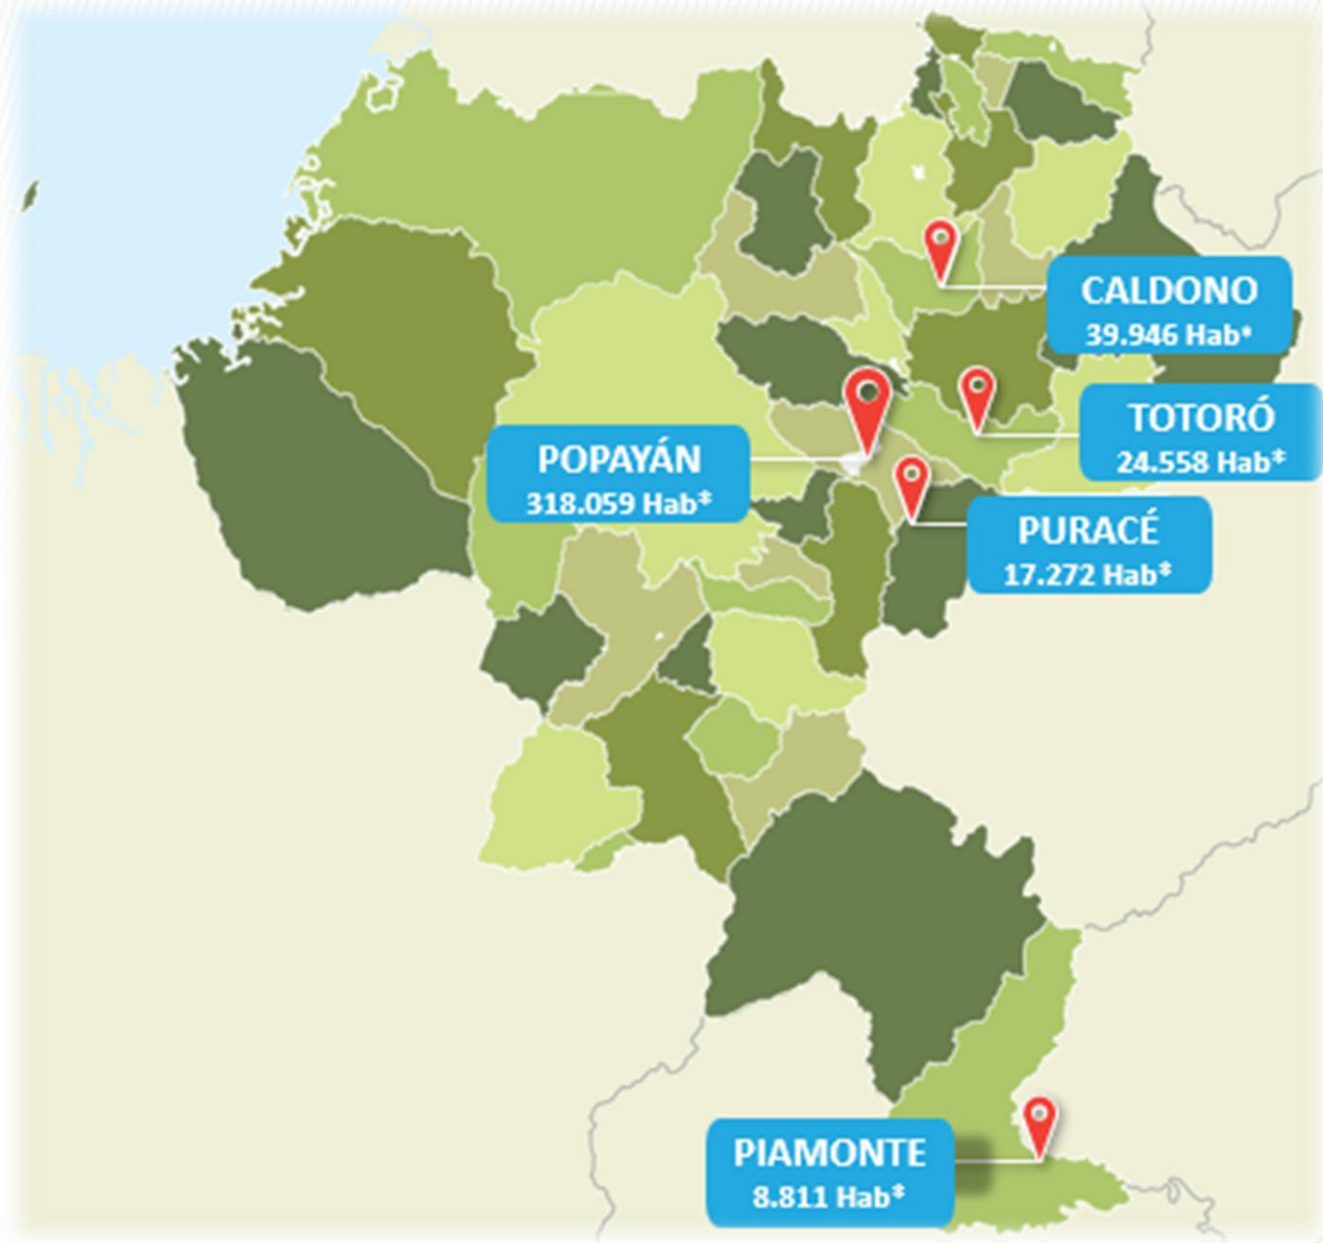 CALDONO
39.946 Hab*
TOTORÓ
24.558 Hab*
POPAYÁN
318.059 Hab*
PURACÉ
17.272 Hab*
PIAMONTE
8.811 Hab*